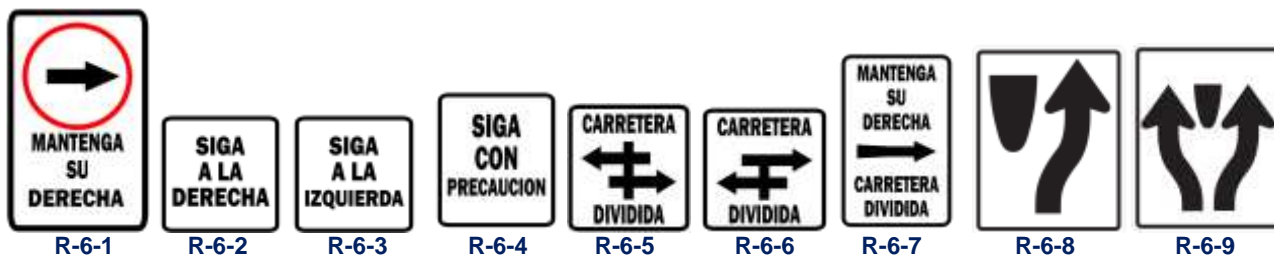 MANTENGA
SU
DERECHA
R-6-1
SIGA
A LA
DERECHA
R-6-2
SIGA
A LA
IZQUIERDA
R-6-3
SIGA
CON
PRECAUCION
R-6-4
CARRETERA
DIVIDIDA
R-6-5
CARRETERA
DIVIDIDA
R-6-6
MANTENGA
SU
DERECHA
CARRETERA
DIVIDIDA
R-6-7
R-6-8
R-6-9